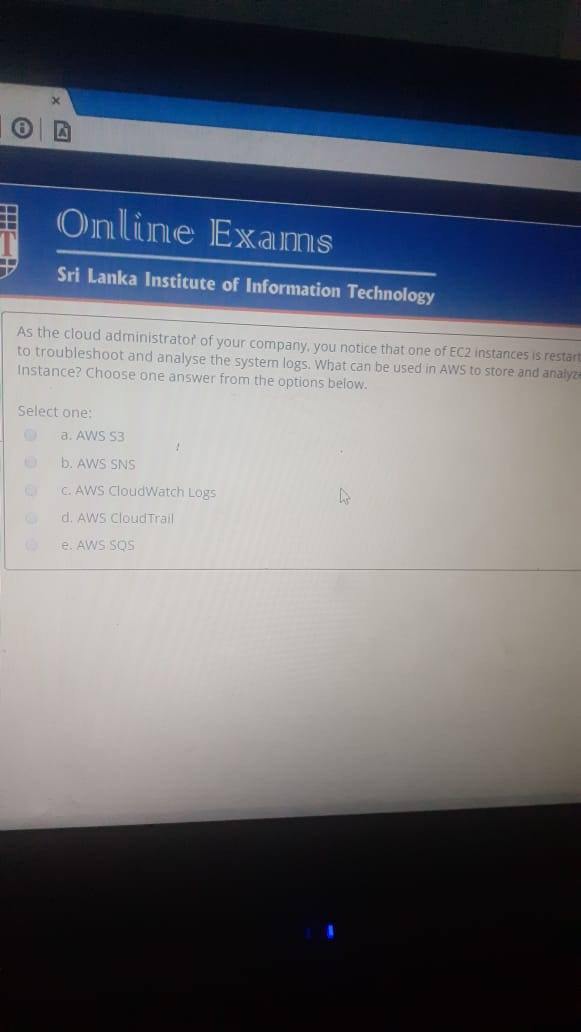 T
Online Exams
Sri Lanka Institute of Information Technology
As the cloud administrator of your company, you notice that one of EC2 instances is restart
to troubleshoot and analyse the system logs. What can be used in AWS to store and analyze
Instance? Choose one answer from the options below.
Select one:
a. AWS S3
b. AWS SNS
c. AWS CloudWatch Logs
d. AWS CloudTrail
e. AWS SQS